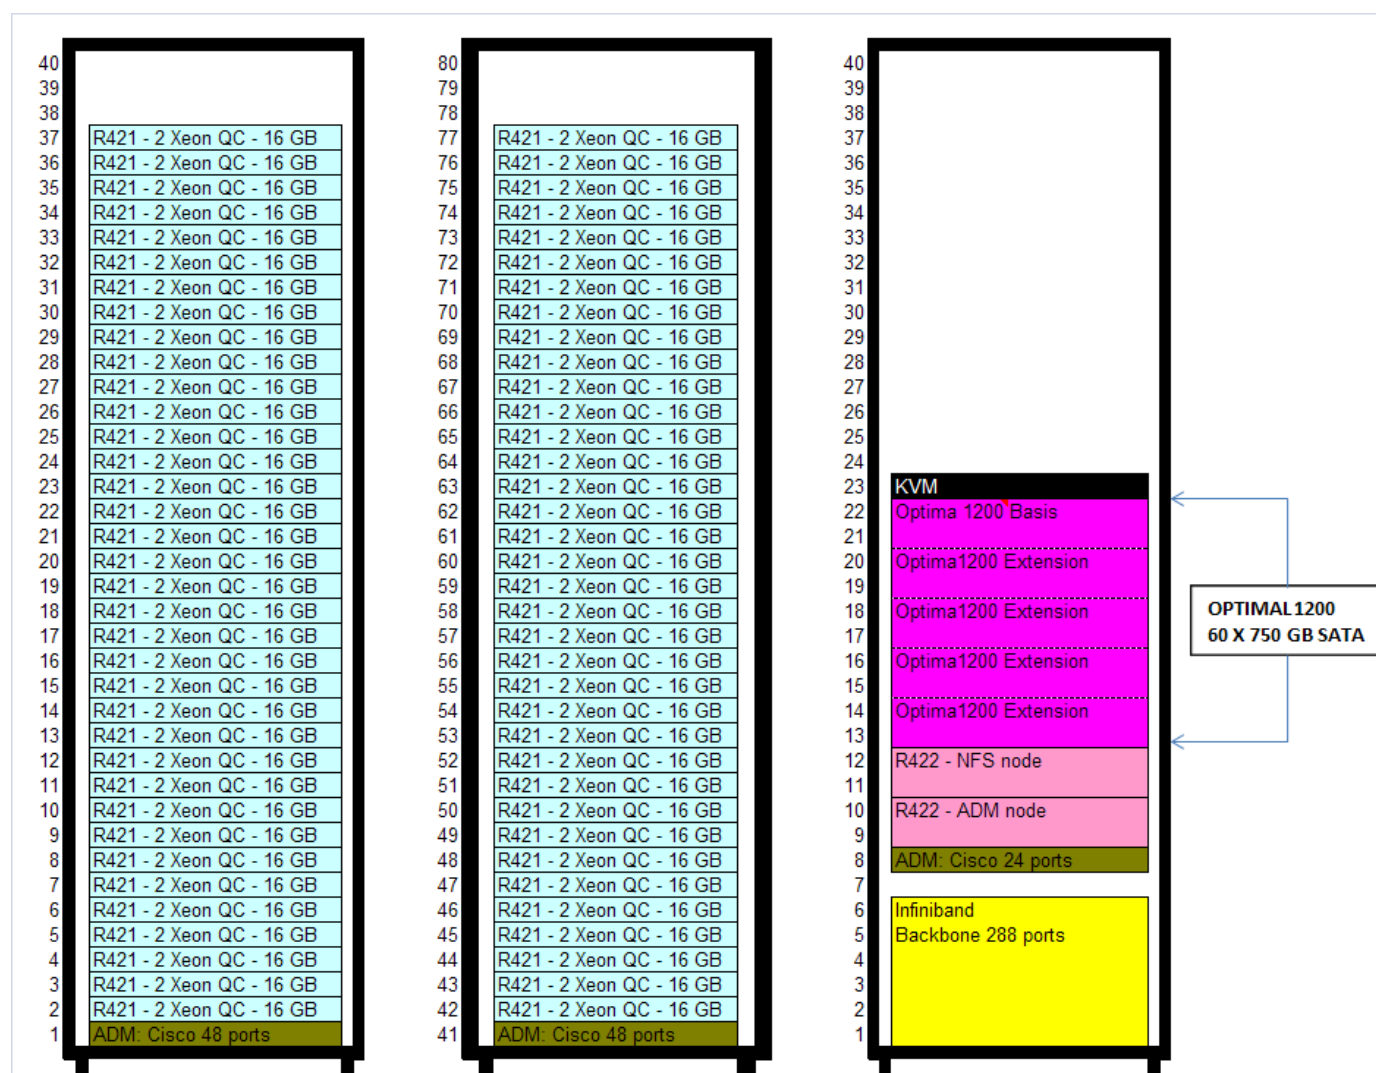 40
39
38
37 R421 - 2 Xeon QC - 16 GB
36 R421 - 2 Xeon QC - 16 GB
35 R421 - 2 Xeon QC - 16 GB
34 R421 - 2 Xeon QC - 16 GB
33 R421 - 2 Xeon QC - 16 GB
32 R421 - 2 Xeon QC - 16 GB
31 R421 - 2 Xeon QC - 16 GB
30 R421 - 2 Xeon QC - 16 GB
29 R421 - 2 Xeon QC - 16 GB
28 R421 - 2 Xeon QC - 16 GB
27 R421 - 2 Xeon QC - 16 GB
26 R421 - 2 Xeon QC - 16 GB
25 R421 - 2 Xeon QC - 16 GB
24 R421 - 2 Xeon QC - 16 GB
23 R421 - 2 Xeon QC - 16 GB
22 R421 - 2 Xeon QC - 16 GB
21 R421 - 2 Xeon QC - 16 GB
20 R421 - 2 Xeon QC - 16 GB
19 R421 - 2 Xeon QC - 16 GB
18 R421 - 2 Xeon QC - 16 GB
17 R421 - 2 Xeon QC - 16 GB
16 R421 - 2 Xeon QC - 16 GB
15 R421 - 2 Xeon QC - 16 GB
14 R421 - 2 Xeon QC - 16 GB
13 R421 - 2 Xeon QC - 16 GB
12 R421 - 2 Xeon QC - 16 GB
11 R421 - 2 Xeon QC - 16 GB
10 R421 - 2 Xeon QC - 16 GB
9 R421 - 2 Xeon QC - 16 GB
8 R421 - 2 Xeon QC - 16 GB
7 R421 - 2 Xeon QC - 16 GB
6 R421 - 2 Xeon QC - 16 GB
5 R421 - 2 Xeon QC - 16 GB
4 R421 - 2 Xeon QC - 16 GB
3 R421 - 2 Xeon QC - 16 GB
2 R421 - 2 Xeon QC - 16 GB
1 ADM: Cisco 48 ports
80
79
78
77 R421 - 2 Xeon QC - 16 GB
76 R421 - 2 Xeon QC - 16 GB
75 R421 - 2 Xeon QC - 16 GB
74 R421 - 2 Xeon QC - 16 GB
73 R421 - 2 Xeon QC - 16 GB
72 R421 - 2 Xeon QC - 16 GB
71 R421 - 2 Xeon QC - 16 GB
70 R421 - 2 Xeon QC - 16 GB
69 R421 - 2 Xeon QC - 16 GB
68 R421 - 2 Xeon QC - 16 GB
67 R421 - 2 Xeon QC - 16 GB
66 R421 - 2 Xeon QC - 16 GB
65 R421 - 2 Xeon QC - 16 GB
64 R421 - 2 Xeon QC - 16 GB
63 R421 - 2 Xeon QC - 16 GB
62 R421 - 2 Xeon QC - 16 GB
61 R421 - 2 Xeon QC - 16 GB
60 R421 - 2 Xeon QC - 16 GB
59 R421 - 2 Xeon QC - 16 GB
58 R421 - 2 Xeon QC - 16 GB
57 R421 - 2 Xeon QC - 16 GB
56 R421 - 2 Xeon QC - 16 GB
55 R421 - 2 Xeon QC - 16 GB
54 R421 - 2 Xeon QC - 16 GB
53 R421 - 2 Xeon QC - 16 GB
52 R421 - 2 Xeon QC - 16 GB
51 R421 - 2 Xeon QC - 16 GB
50 R421 - 2 Xeon QC - 16 GB
49 R421 - 2 Xeon QC - 16 GB
48 R421 - 2 Xeon QC - 16 GB
47 R421 - 2 Xeon QC - 16 GB
46 R421 - 2 Xeon QC - 16 GB
45 R421 - 2 Xeon QC - 16 GB
44 R421 - 2 Xeon QC - 16 GB
43 R421 - 2 Xeon QC - 16 GB
42 R421 - 2 Xeon QC - 16 GB
41 ADM: Cisco 48 ports
40
39
38
37
36
35
34
33
32
31
30
29
28
27
26
25
24
23 KVM
22 Optima 1200 Basis
21
20 Optima1200 Extension
19
18 Optima1200 Extension
17
16 Optima1200 Extension
15
14 Optima1200 Extension
13
12 R422 - NFS node
11
10 R422 - ADM node
9
8 ADM: Cisco 24 ports
7
6 Infiniband
5 Backbone 288 ports
4
3
2
1
OPTIMAL1200
60 X 750 GB SATA